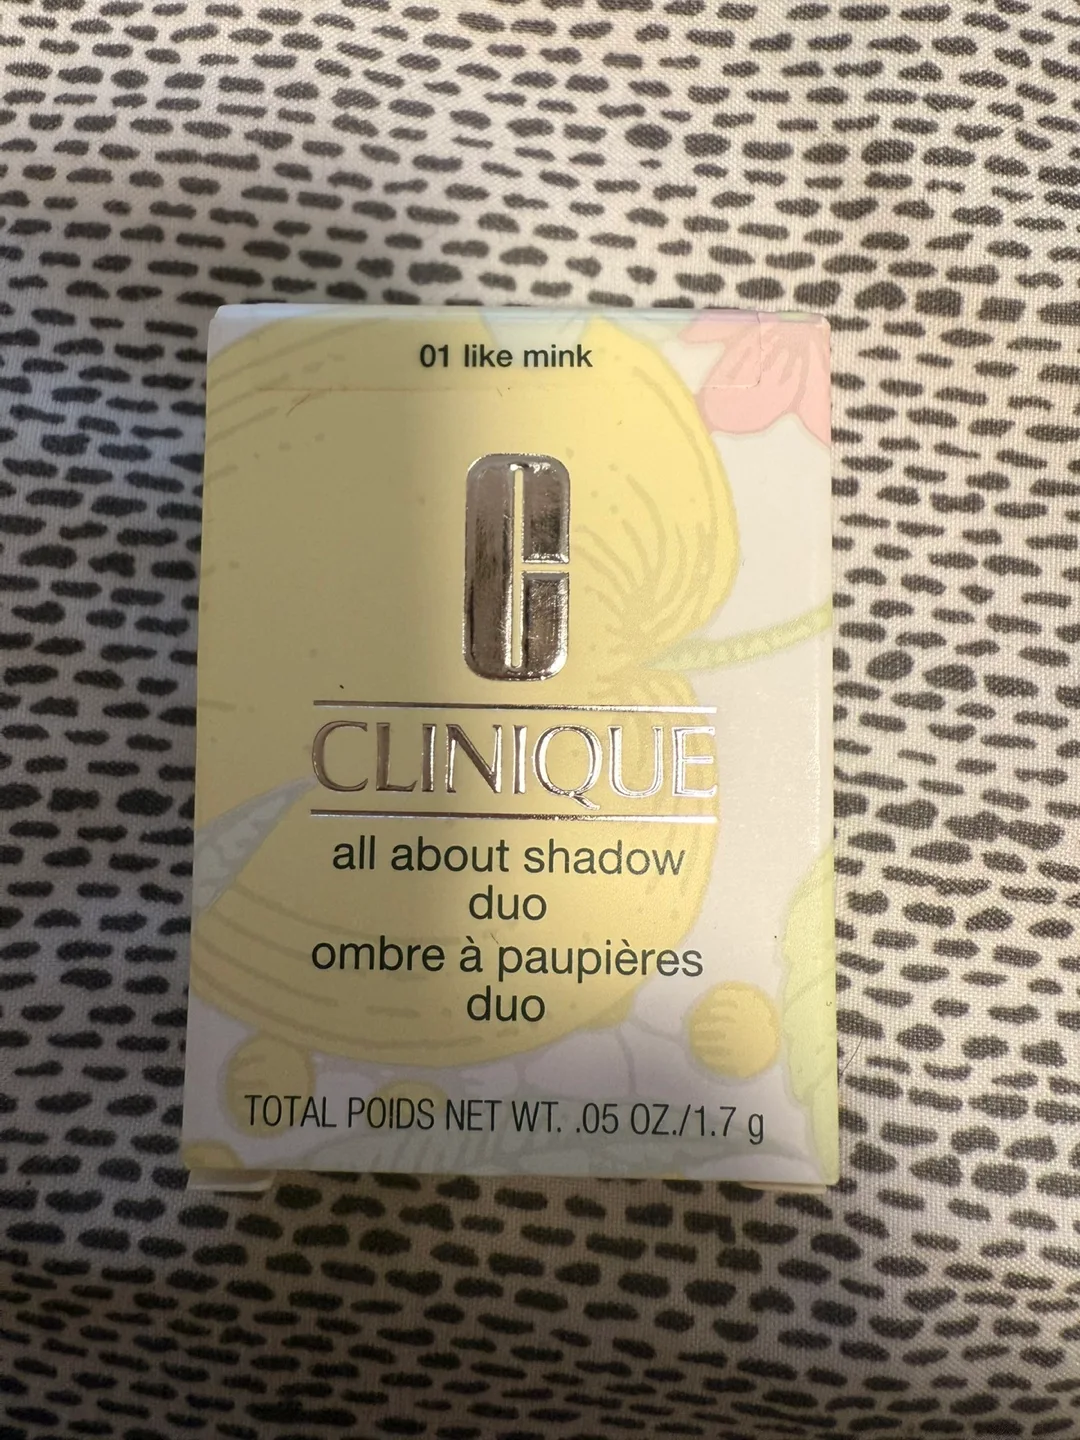 01 like mink
C
CLINIQUE
all about shadow
duo
ombre à paupières
duo
TOTAL POIDS NET WT. .05 OZ./1.7 g